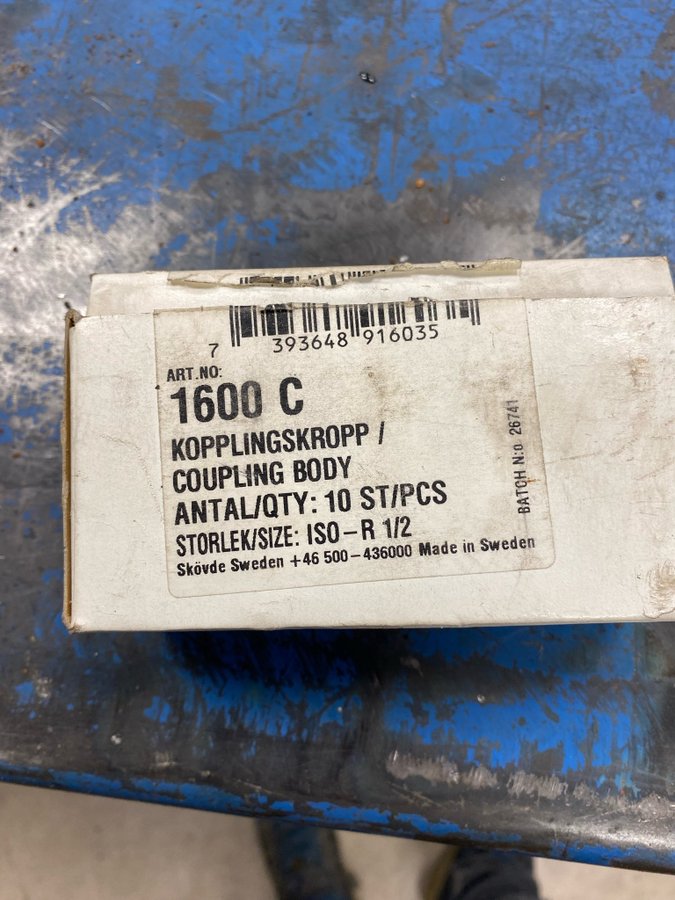 7 393648 916035
ART.NO:
1600 C
KOPPLINGSKROPP /
COUPLING BODY
ANTAL/QTY: 10 ST/PCS
STORLEK/SIZE: ISO-R 1/2
Skövde Sweden +46 500-436000 Made in Sweden
BATCH N:o 26741